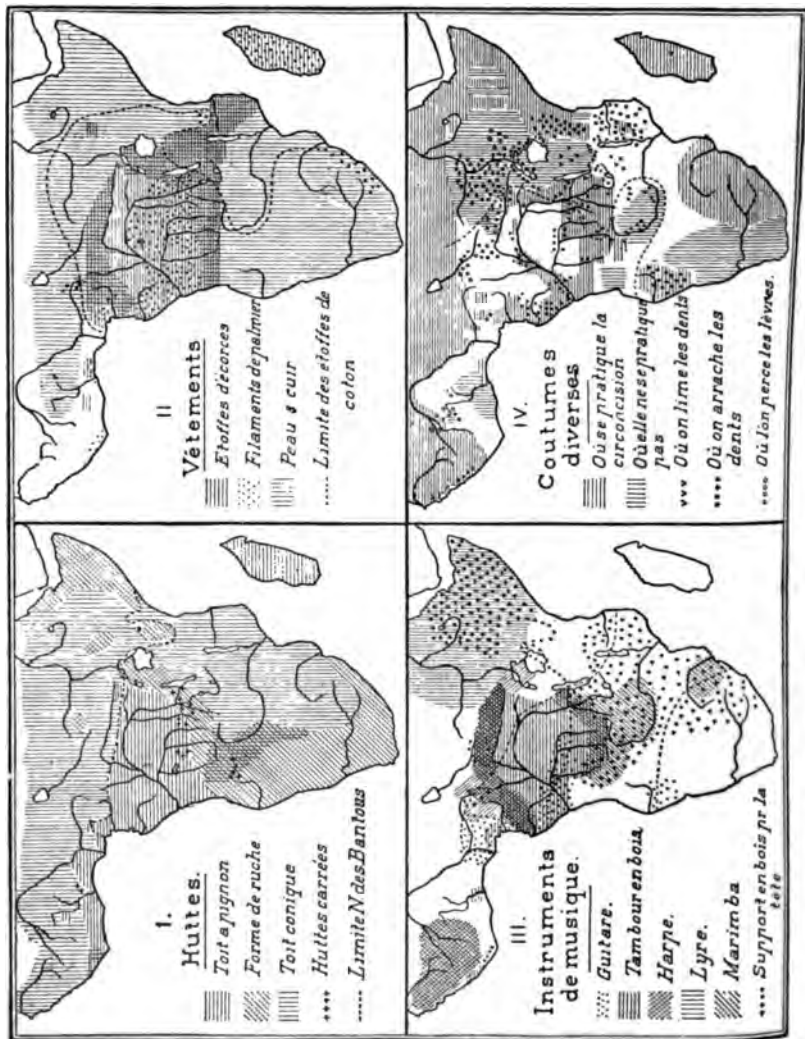 1.
Huttes.
Toit a pignon
Forme de ruche
Toit conique
Huttes carrées
Limite N des Bantous
II
Vêtements
Etoffes d'écorces
Filaments de palmier
Peau & cuir
Limite des étoffes de
coton
III.
Instruments
de musique.
Guitare.
Tambour en bois,
Harpe.
Lyre.
Marimba
Support en bois pr la
tete
IV.
Coutumes
diverses
Où se pratique la
circoncision
Où elle ne se pratique
pas
Où on lime les dents
Où on arrache les
dents
Où l'on perce les lèvres.